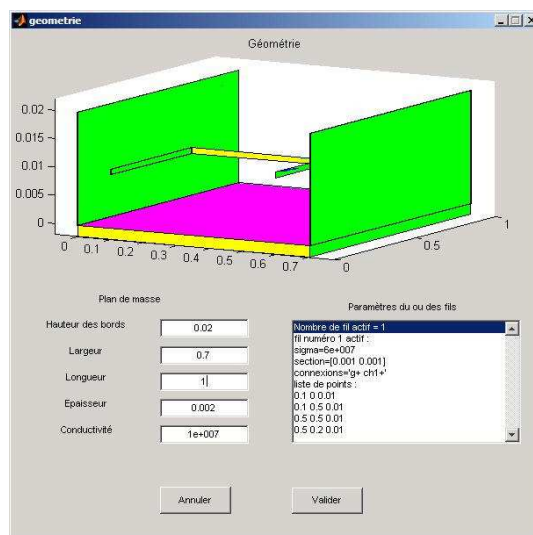 geometrie
Géométrie
0.02
0.015
0.01
0.005
0
0 0.1 0.2 0.3 0.4 0.5 0.6 0.7
0
0.5
1
Plan de masse
Hauteur des bords 0.02
Largeur 0.7
Longueur 1
Epaisseur 0.002
Conductivité 1e+007
Paramètres du ou des fils
Nombre de fil actif = 1
fil numéro 1 actif :
sigma=6e+007
section=[0.001 0.001]
connexions='g+ ch1+'
liste de points :
0.1 0 0.01
0.1 0.5 0.01
0.5 0.5 0.01
0.5 0.2 0.01
Annuler Valider